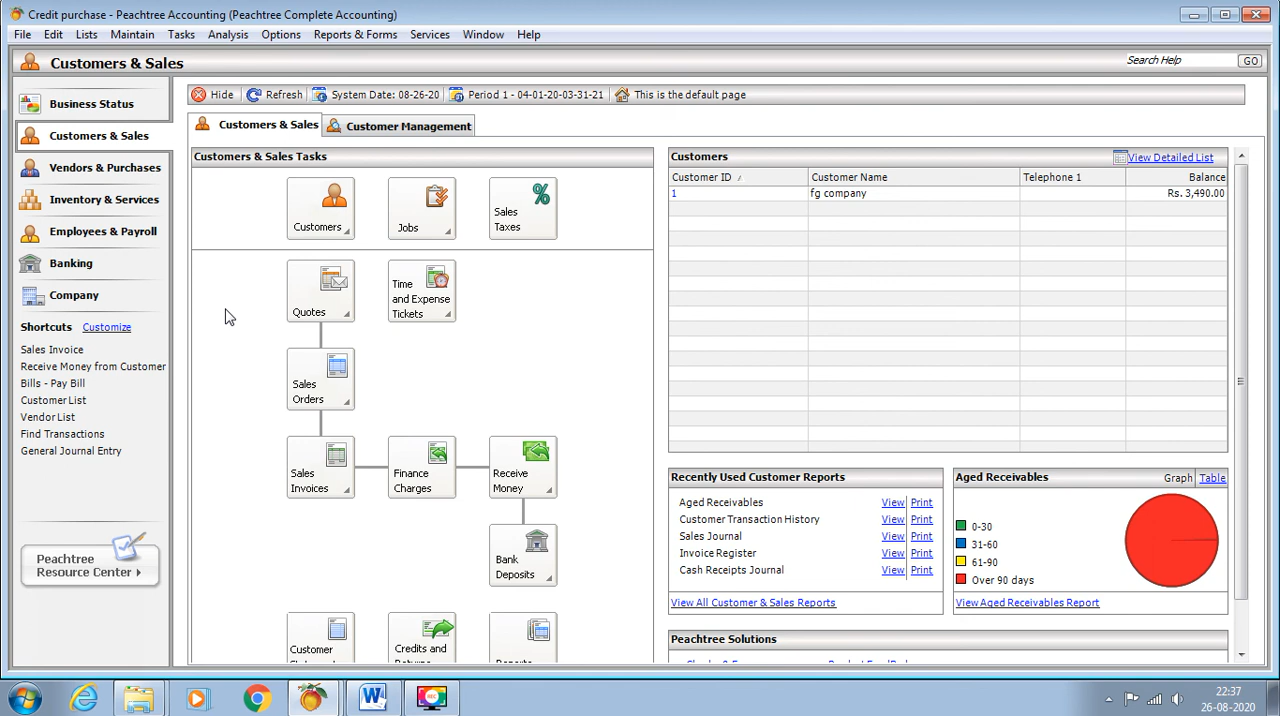 Credit purchase - Peachtree Accounting (Peachtree Complete Accounting)
File Edit Lists Maintain Tasks Analysis Options Reports & Forms Services Window Help
Customers & Sales
Search Help
GO
Business Status
Customers & Sales
Vendors & Purchases
Inventory & Services
Employees & Payroll
Banking
Company
Shortcuts Customize
Sales Invoice
Receive Money from Customer
Bills - Pay Bill
Customer List
Vendor List
Find Transactions
General Journal Entry
Peachtree
Resource Center
Hide Refresh System Date: 08-26-20 Period 1 - 04-01-20-03-31-21 This is the default page
Customers & Sales Customer Management
Customers & Sales Tasks
Customers
Jobs
Sales
Taxes
Quotes
Time
and Expense
Tickets
Sales
Orders
Sales
Invoices
Finance
Charges
Receive
Money
Bank
Deposits
Customer
Credits and
Customers View Detailed List
Customer ID Customer Name Telephone 1 Balance
1 fg company Rs. 3,490.00
Recently Used Customer Reports
Aged Receivables View Print
Customer Transaction History View Print
Sales Journal View Print
Invoice Register View Print
Cash Receipts Journal View Print
View All Customer & Sales Reports
Aged Receivables Graph Table
0-30
31-60
61-90
Over 90 days
View Aged Receivables Report
Peachtree Solutions
22:37
26-08-2020